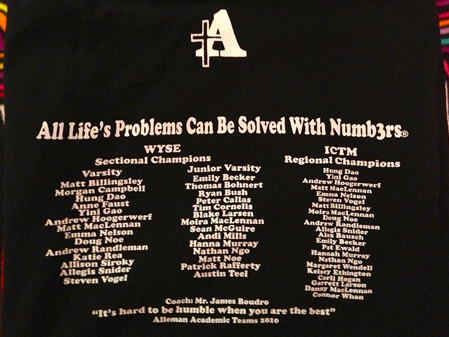 A
All Life's Problems Can Be Solved With Numb3rs®
WYSE
Sectional Champions
Varsity
Matt Billingsley
Morgan Campbell
Hung Dao
Anne Faust
Yini Gao
Andrew Hoogerwerf
Matt MacLennan
Emma Nelson
Doug Noe
Andrew Randleman
Katie Rea
Allison Siroky
Allegis Snider
Steven Vogel
Junior Varsity
Emily Becker
Thomas Bohnert
Ryan Bush
Peter Callas
Tim Cornelis
Blake Larsen
Moira MacLennan
Sean McGuire
Andi Mills
Hanna Murray
Nathan Ngo
Matt Noe
Patrick Rafferty
Austin Teel
ICTM
Regional Champions
Hung Dao
Yini Gao
Andrew Hoogerwerf
Matt MacLennan
Emma Nelson
Steven Vogel
Matt Billingsley
Moira MacLennan
Doug Noe
Andrew Randleman
Allegis Snider
Alex Bausch
Emily Becker
Pat Ewald
Hannah Murray
Nathan Ngo
Margaret Wendell
Kelsey Ethington
Carli Hogan
Garrett Larsen
Danny MacLennan
Connor Whan
Coach: Mr. James Boudro
"It's hard to be humble when you are the best"
Alleman Academic Teams 2010